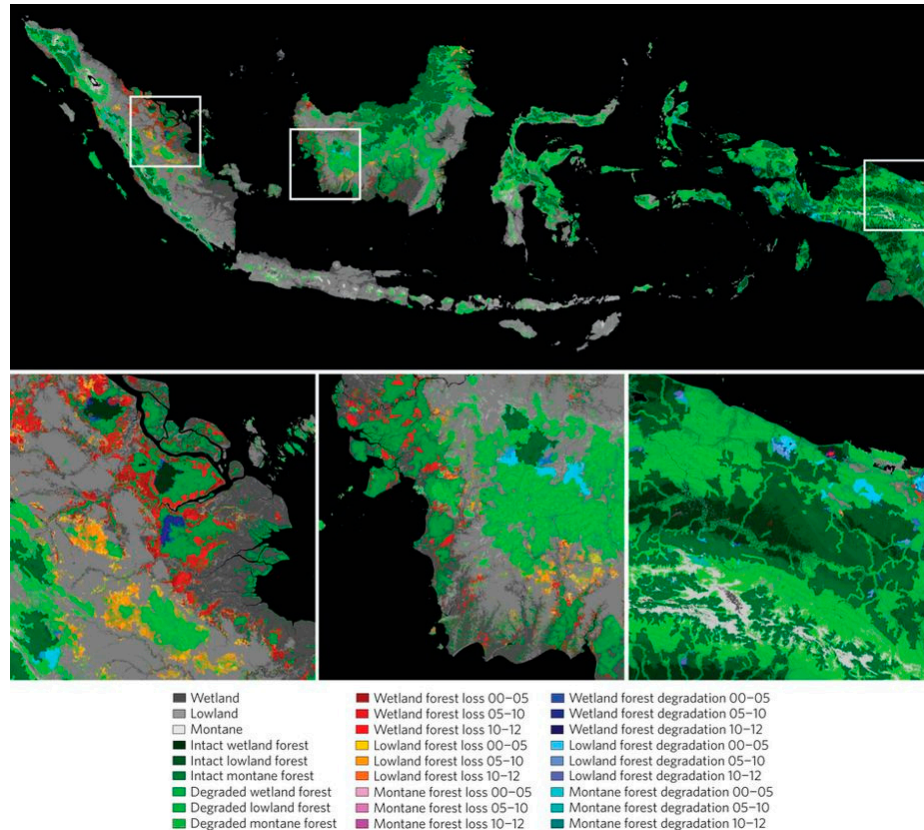 Wetland
Lowland
Montane
Intact wetland forest
Intact lowland forest
Intact montane forest
Degraded wetland forest
Degraded lowland forest
Degraded montane forest
Wetland forest loss 00–05
Wetland forest loss 05–10
Wetland forest loss 10–12
Lowland forest loss 00–05
Lowland forest loss 05–10
Lowland forest loss 10–12
Montane forest loss 00–05
Montane forest loss 05–10
Montane forest loss 10–12
Wetland forest degradation 00–05
Wetland forest degradation 05–10
Wetland forest degradation 10–12
Lowland forest degradation 00–05
Lowland forest degradation 05–10
Lowland forest degradation 10–12
Montane forest degradation 00–05
Montane forest degradation 05–10
Montane forest degradation 10–12